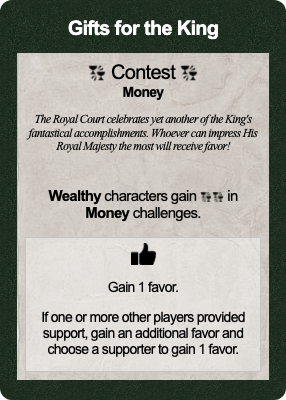 Gifts for the King
Contest
Money
The Royal Court celebrates yet another of the King's
fantastical accomplishments. Whoever can impress His
Royal Majesty the most will receive favor!
Wealthy characters gain in
Money challenges.
Gain 1 favor.
If one or more other players provided
support, gain an additional favor and
choose a supporter to gain 1 favor.